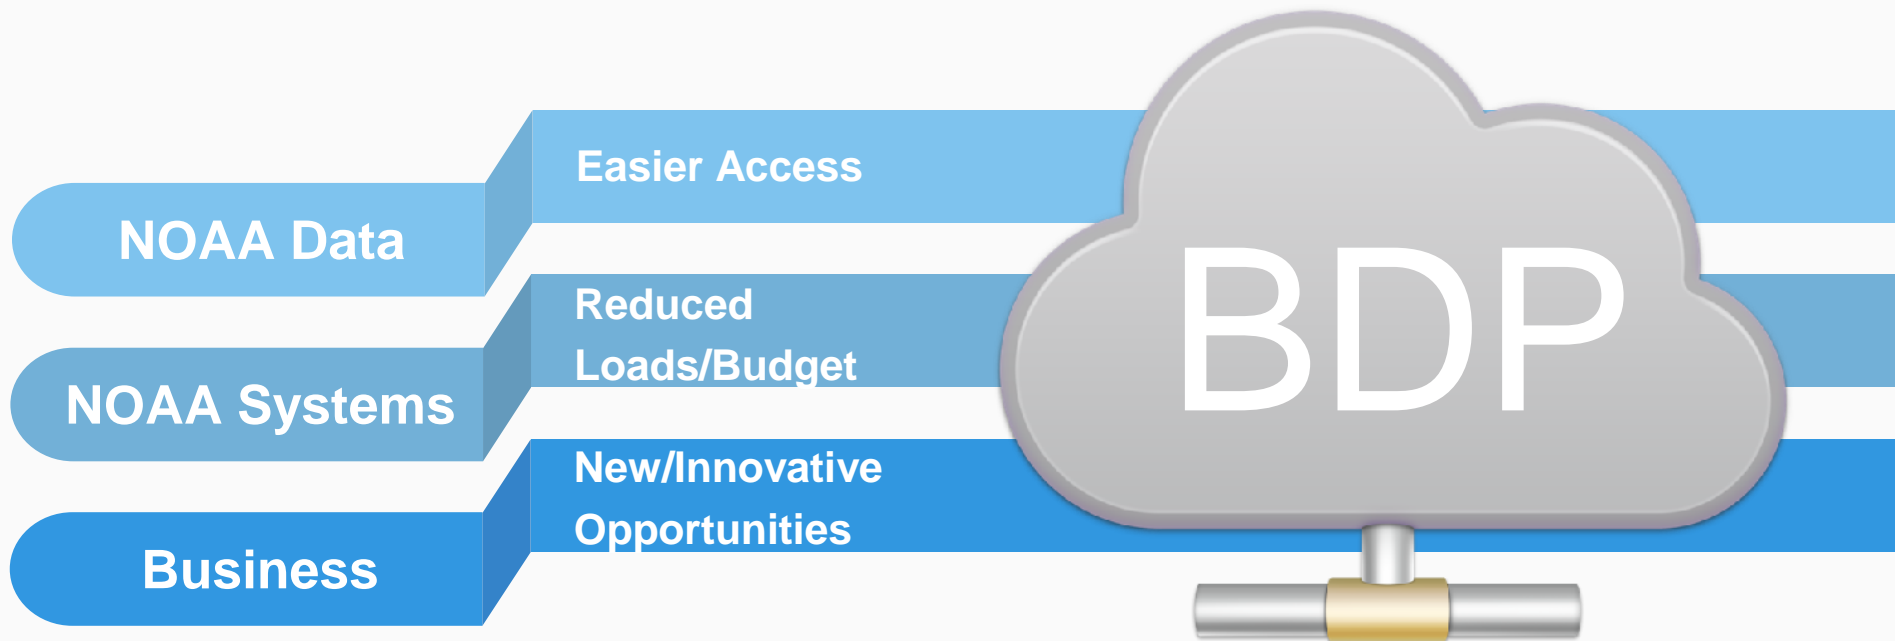 NOAA Data
Easier Access
NOAA Systems
Reduced
Loads/Budget
Business
New/Innovative
Opportunities
BDP